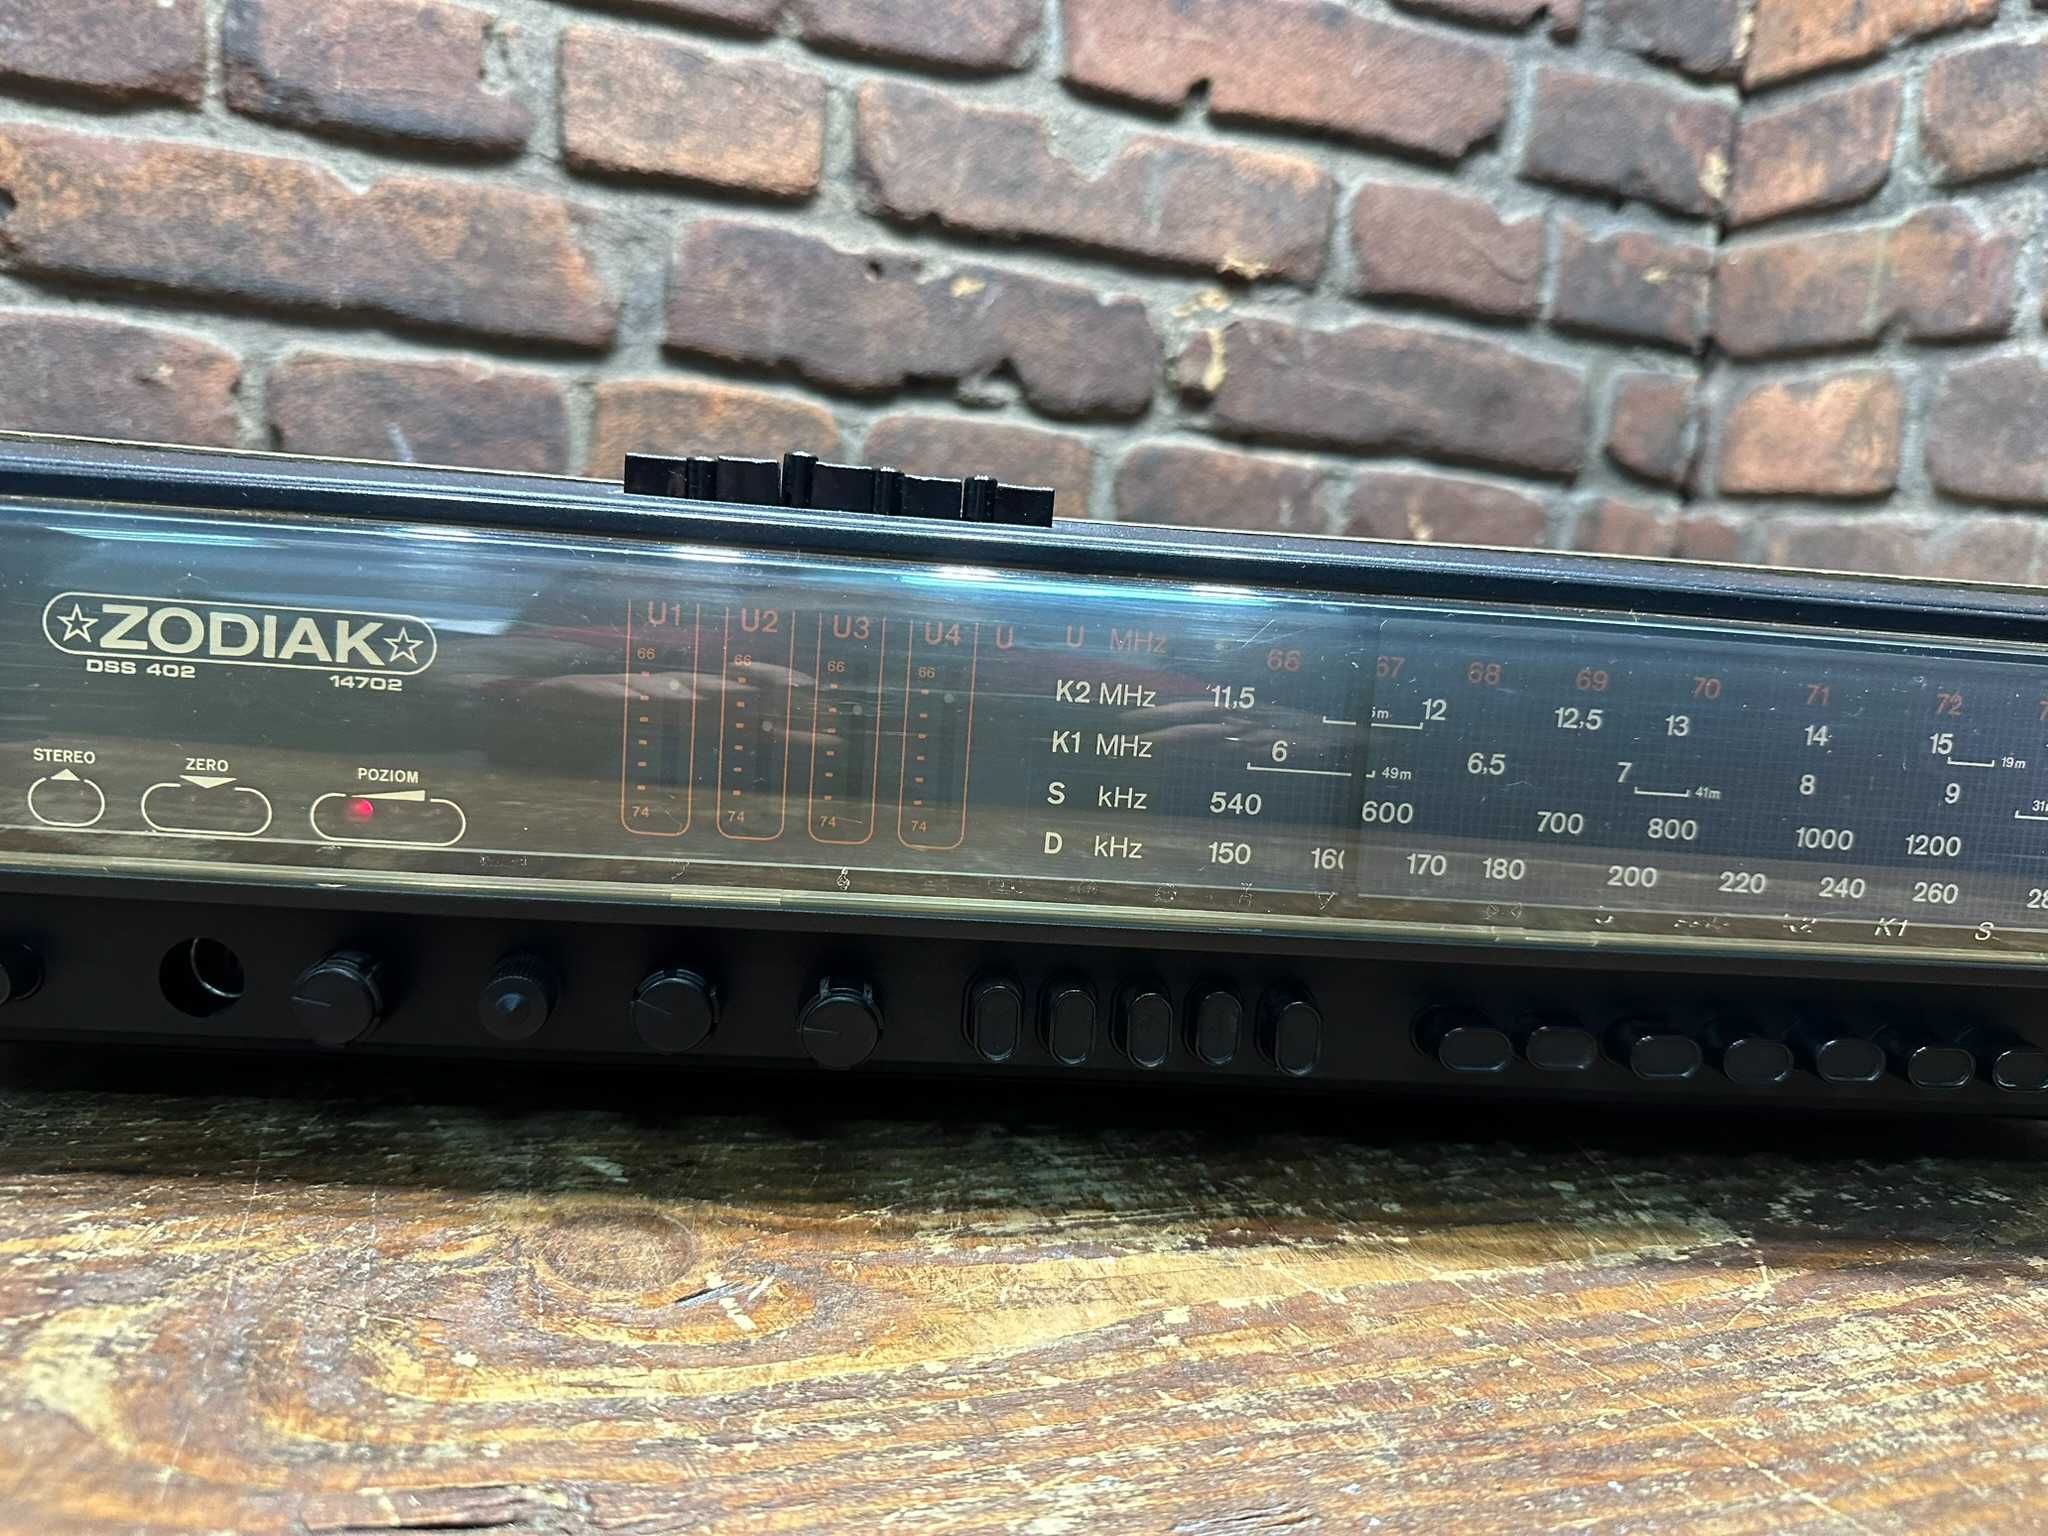 ZODIAK
DSS 402 14702
STEREO ZERO POZIOM
U1 U2 U3 U4 U
66 66 66 66
74 74 74 74
U MHz 66 67 68 69 70 71 72
K2 MHz 11,5 12 12,5 13 14 15 19m
K1 MHz 6 49m 6,5 7 41m 8 9
S kHz 540 600 700 800 1000 1200
D kHz 150 160 170 180 200 220 240 260
K2 K1 S